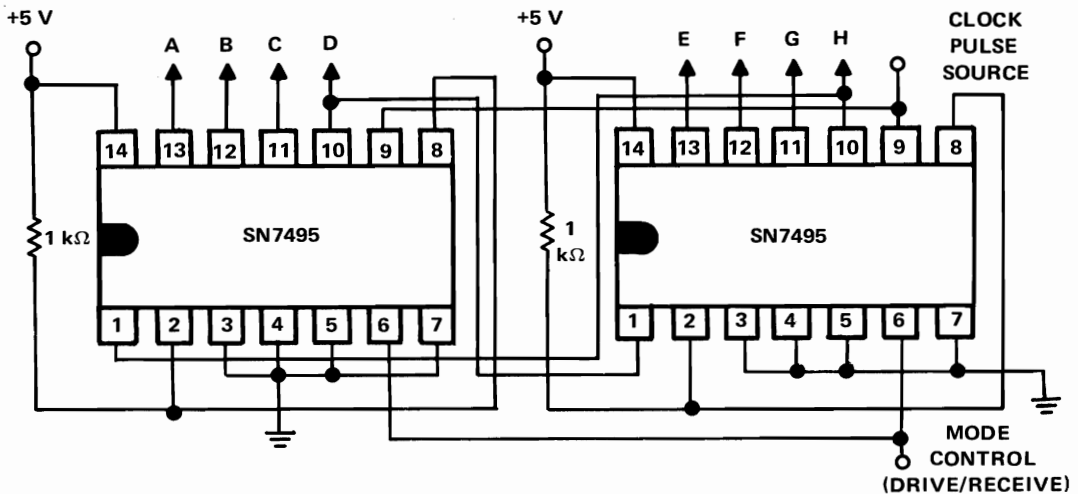 +5 V
A B C D
+5 V
E F G H
CLOCK
PULSE
SOURCE
14 13 12 11 10 9 8
14 13 12 11 10 9 8
1 kΩ
SN7495
1
kΩ
SN7495
1 2 3 4 5 6 7
1 2 3 4 5 6 7
MODE
CONTROL
(DRIVE/RECEIVE)